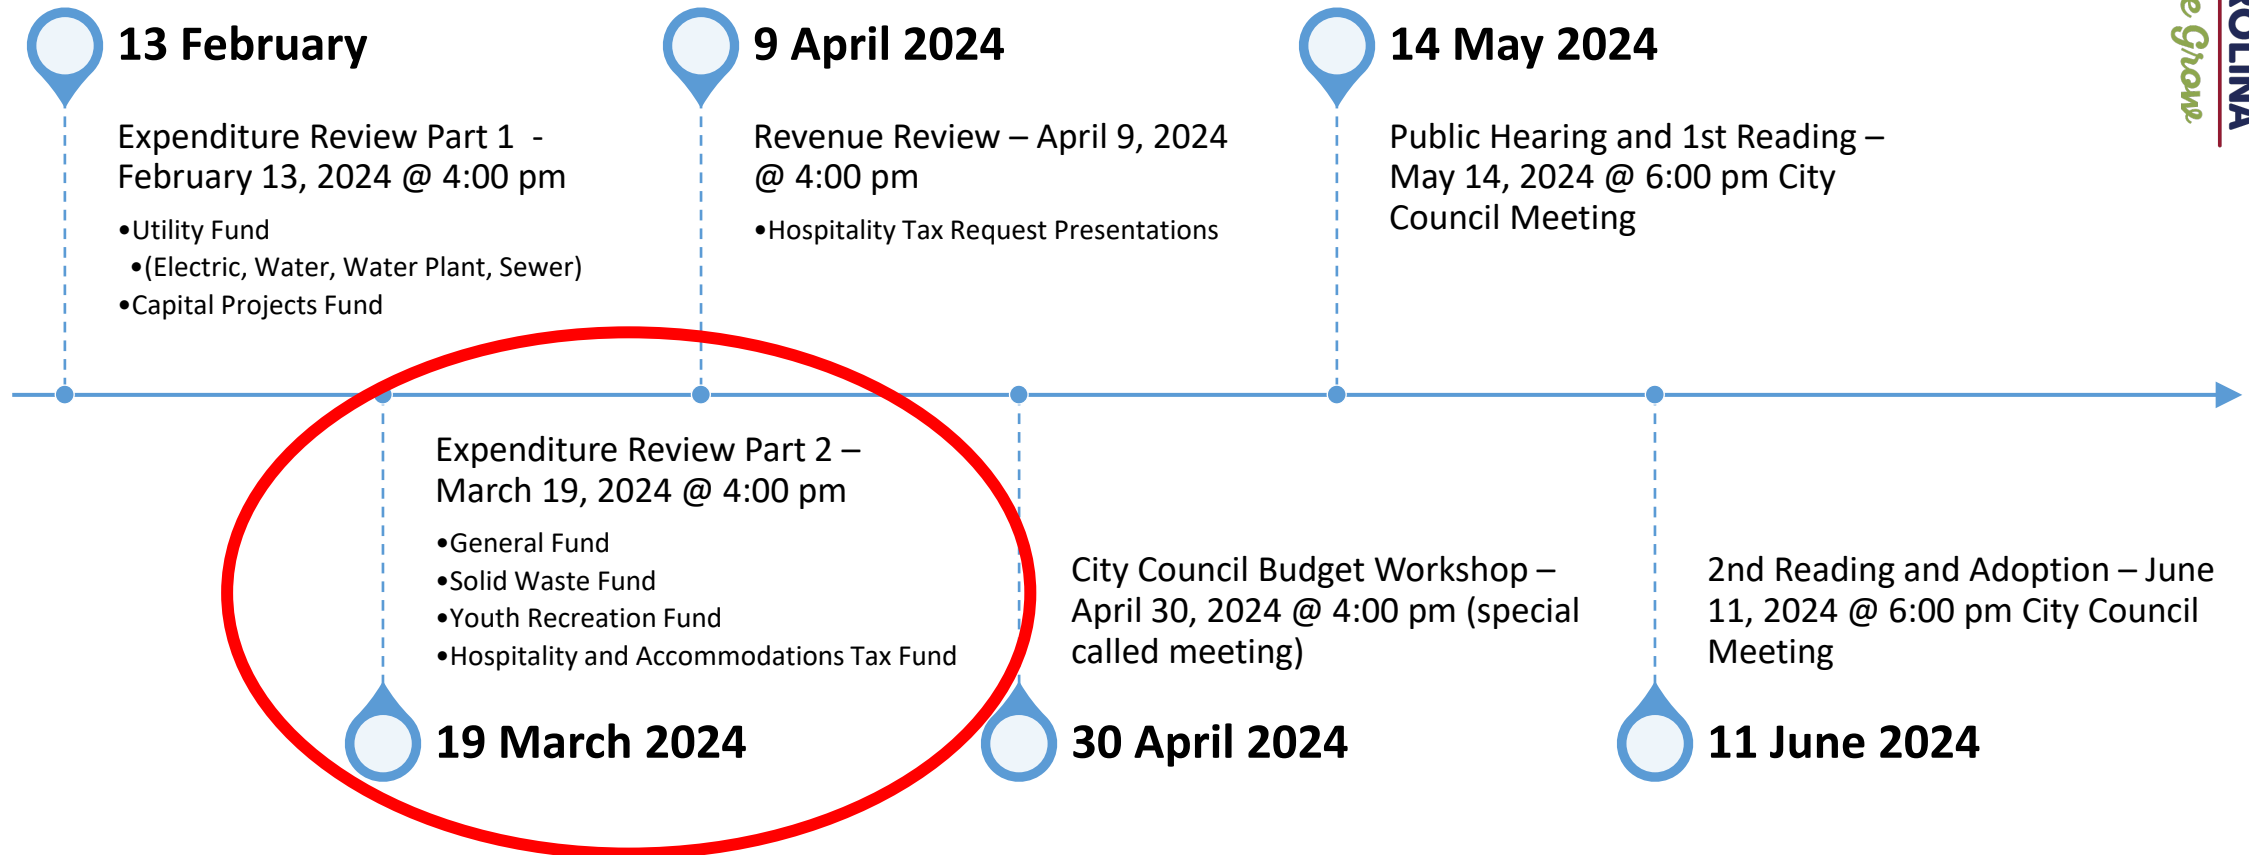 13 February
Expenditure Review Part 1  -
February 13, 2024 @ 4:00 pm
•Utility Fund
•(Electric, Water, Water Plant, Sewer)
•Capital Projects Fund
9 April 2024
Revenue Review – April 9, 2024
@ 4:00 pm
•Hospitality Tax Request Presentations
14 May 2024
Public Hearing and 1st Reading –
May 14, 2024 @ 6:00 pm City
Council Meeting
Expenditure Review Part 2 –
March 19, 2024 @ 4:00 pm
•General Fund
•Solid Waste Fund
•Youth Recreation Fund
•Hospitality and Accommodations Tax Fund
19 March 2024
City Council Budget Workshop –
April 30, 2024 @ 4:00 pm (special
called meeting)
30 April 2024
2nd Reading and Adoption – June
11, 2024 @ 6:00 pm City Council
Meeting
11 June 2024
Grow